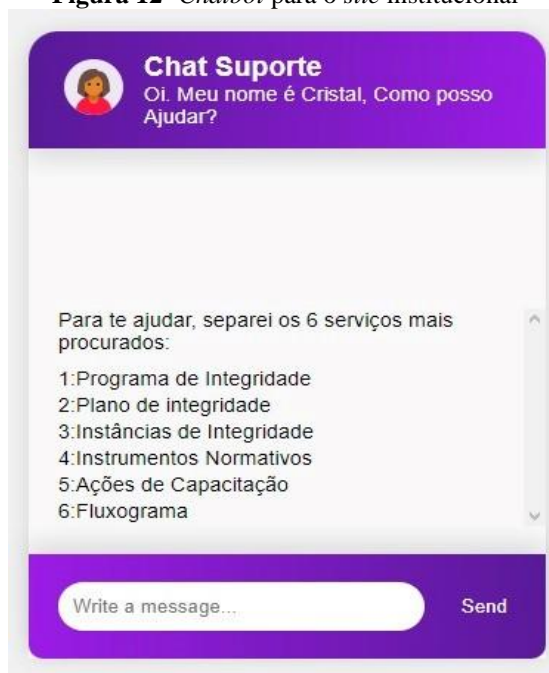 Figura 12- Chatbot para o site institucional
Chat Suporte
Oi. Meu nome é Cristal, Como posso
Ajudar?
Para te ajudar, separei os 6 serviços mais
procurados:
1:Programa de Integridade
2:Plano de integridade
3:Instâncias de Integridade
4:Instrumentos Normativos
5:Ações de Capacitação
6:Fluxograma
Write a message...
Send